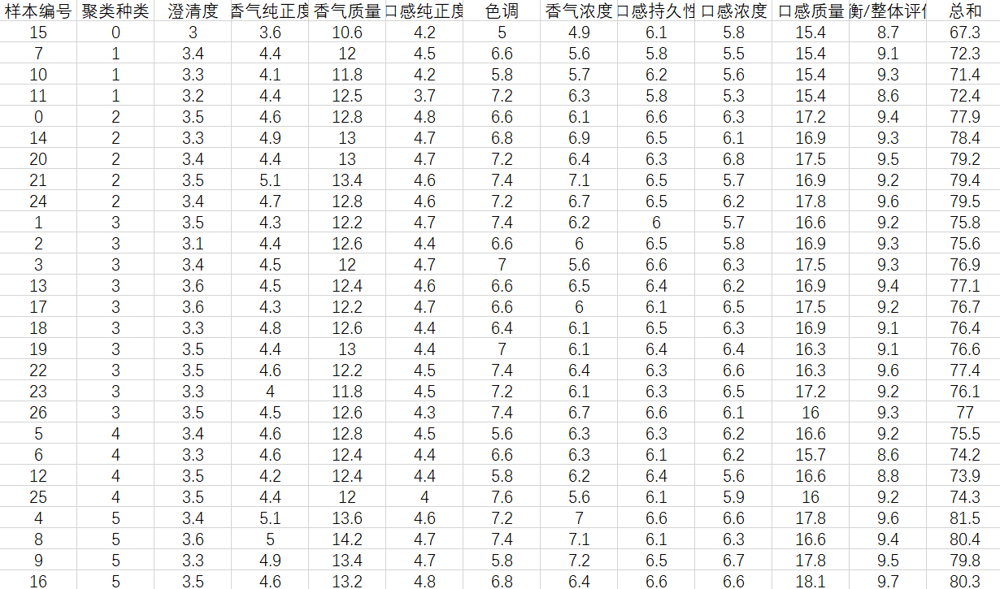 样本编号 聚类种类 澄清度 香气纯正度 香气质量 口感纯正度 色调 香气浓度 口感持久性 口感浓度 口感质量 衡/整体评价 总和
15 0 3 3.6 10.6 4.2 5 4.9 6.1 5.8 15.4 8.7 67.3
7 1 3.4 4.4 12 4.5 6.6 5.6 5.8 5.5 15.4 9.1 72.3
10 1 3.3 4.1 11.8 4.2 5.8 5.7 6.2 5.6 15.4 9.3 71.4
11 1 3.2 4.4 12.5 3.7 7.2 6.3 5.8 5.3 15.4 8.6 72.4
0 2 3.5 4.6 12.8 4.8 6.6 6.1 6.6 6.3 17.2 9.4 77.9
14 2 3.3 4.9 13 4.7 6.8 6.9 6.5 6.1 16.9 9.3 78.4
20 2 3.4 4.4 13 4.7 7.2 6.4 6.3 6.8 17.5 9.5 79.2
21 2 3.5 5.1 13.4 4.6 7.4 7.1 6.5 5.7 16.9 9.2 79.4
24 2 3.4 4.7 12.8 4.6 7.2 6.7 6.5 6.2 17.8 9.6 79.5
1 3 3.5 4.3 12.2 4.7 7.4 6.2 6 5.7 16.6 9.2 75.8
2 3 3.1 4.4 12.6 4.4 6.6 6 6.5 5.8 16.9 9.3 75.6
3 3 3.4 4.5 12 4.7 7 5.6 6.6 6.3 17.5 9.3 76.9
13 3 3.6 4.5 12.4 4.6 6.6 6.5 6.4 6.2 16.9 9.4 77.1
17 3 3.6 4.3 12.2 4.7 6.6 6 6.1 6.5 17.5 9.2 76.7
18 3 3.3 4.8 12.6 4.4 6.4 6.1 6.5 6.3 16.9 9.1 76.4
19 3 3.5 4.4 13 4.4 7 6.1 6.4 6.4 16.3 9.1 76.6
22 3 3.5 4.6 12.2 4.5 7.4 6.4 6.3 6.6 16.3 9.6 77.4
23 3 3.3 4 11.8 4.5 7.2 6.1 6.3 6.5 17.2 9.2 76.1
26 3 3.5 4.5 12.6 4.3 7.4 6.7 6.6 6.1 16 9.3 77
5 4 3.4 4.6 12.8 4.5 5.6 6.3 6.3 6.2 16.6 9.2 75.5
6 4 3.3 4.6 12.4 4.4 6.6 6.3 6.1 6.2 15.7 8.6 74.2
12 4 3.5 4.2 12.4 4.4 5.8 6.2 6.4 5.6 16.6 8.8 73.9
25 4 3.5 4.4 12 4 7.6 5.6 6.1 5.9 16 9.2 74.3
4 5 3.4 5.1 13.6 4.6 7.2 7 6.6 6.6 17.8 9.6 81.5
8 5 3.6 5 14.2 4.7 7.4 7.1 6.1 6.3 16.6 9.4 80.4
9 5 3.3 4.9 13.4 4.7 5.8 7.2 6.5 6.7 17.8 9.5 79.8
16 5 3.5 4.6 13.2 4.8 6.8 6.4 6.6 6.6 18.1 9.7 80.3